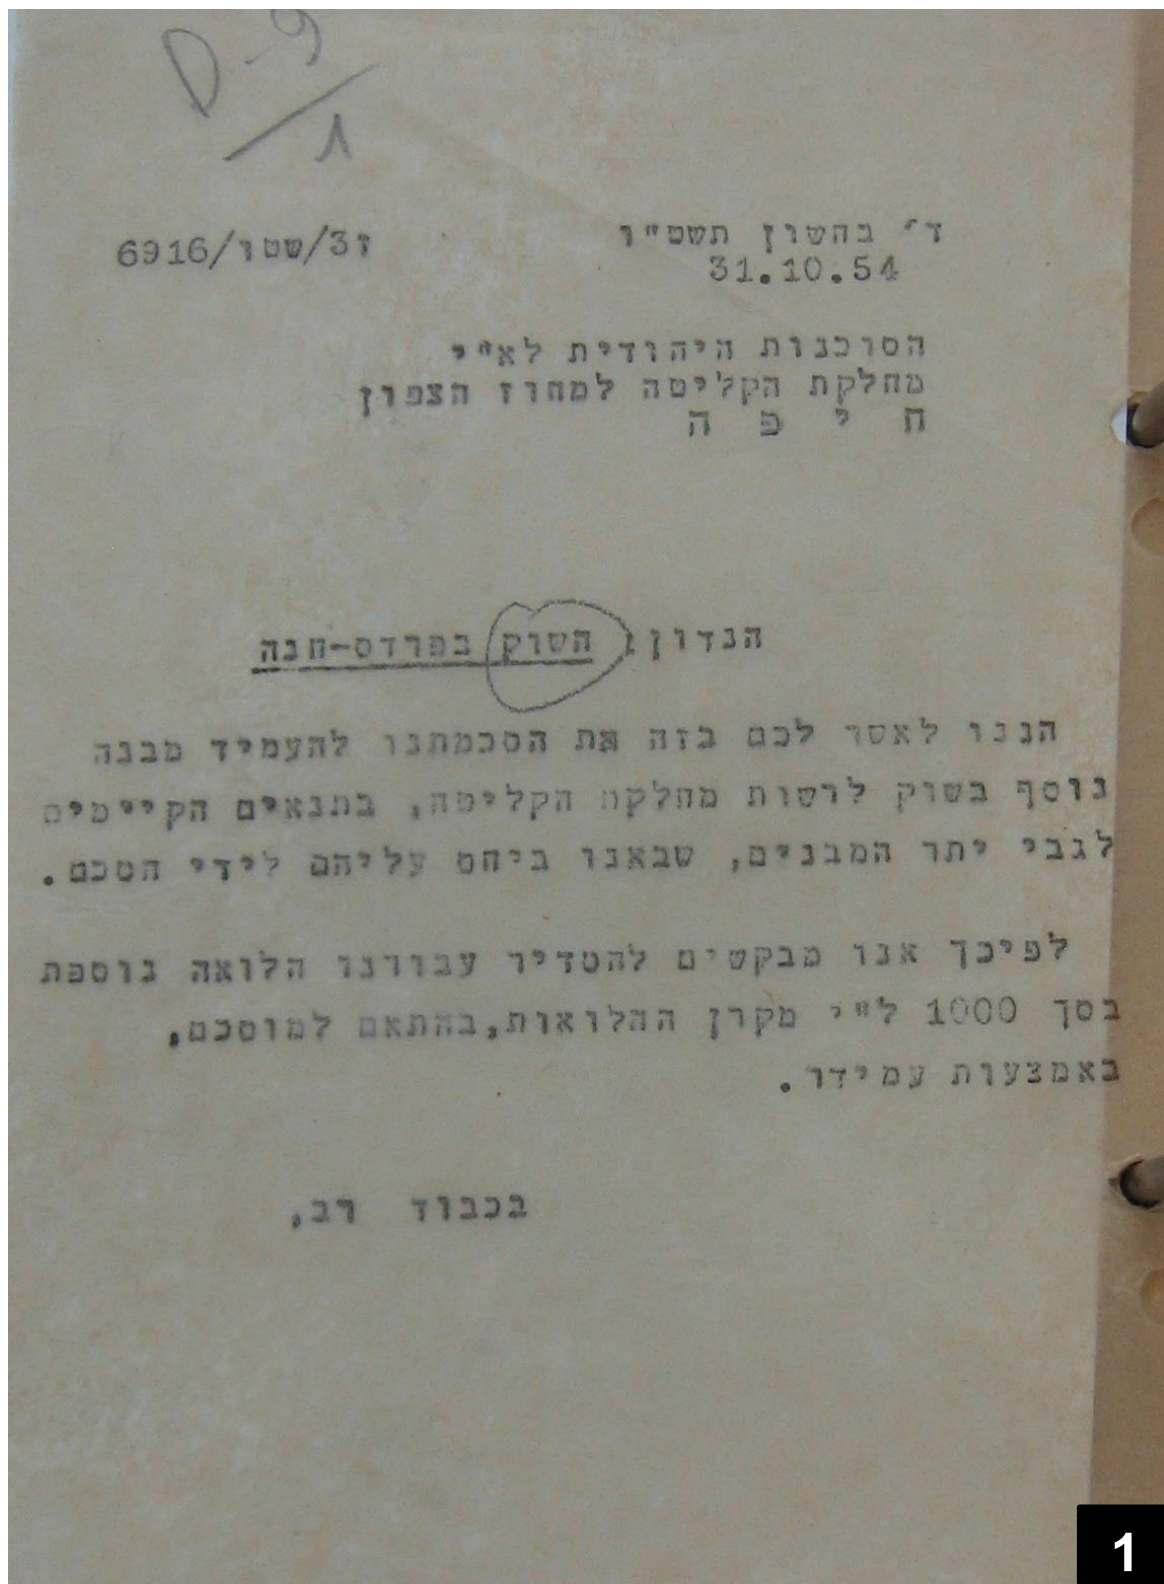 D-9/1
ד' בחשון תשט"ו
ז3/שטו/6916
31.10.54
הסוכנות היהודית לא"י
מחלקת הקליטה למחוז הצפון
ח י פ ה
הנדון: השוק בפרדס-חנה
הננו לאשר לכם בזה את הסכמתנו להעמיד מבנה
נוסף בשוק לרשות מחלקת הקליטה, בתנאים הקיימים
לגבי יתר המבנים, שבאנו ביחס עליהם לידי הסכם.
לפיכך אנו מבקשים להסדיר עבורנו הלואה נוספת
בסך 1000 ל"י מקרן ההלואות, בהתאם למוסכם,
באמצעות עמידר.
בכבוד רב,
1